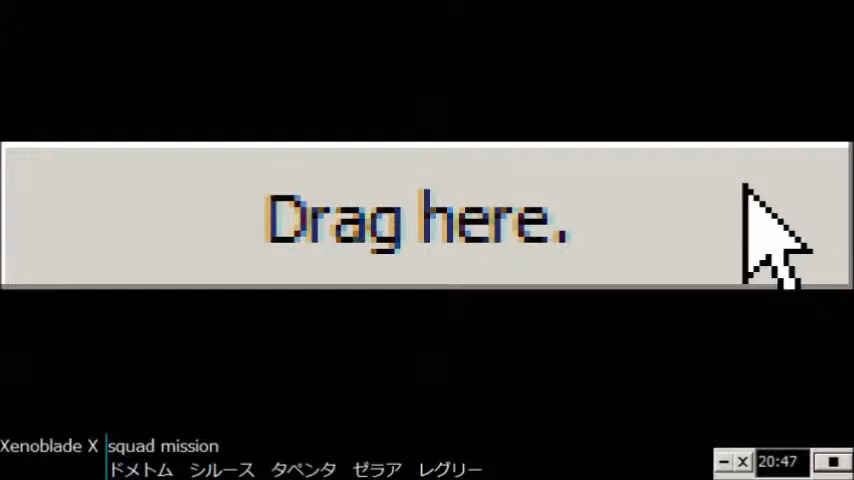 Drag here.
Xenoblade X squad mission
ドメトム シルース タペンタ ゼラア レグリー
20:47